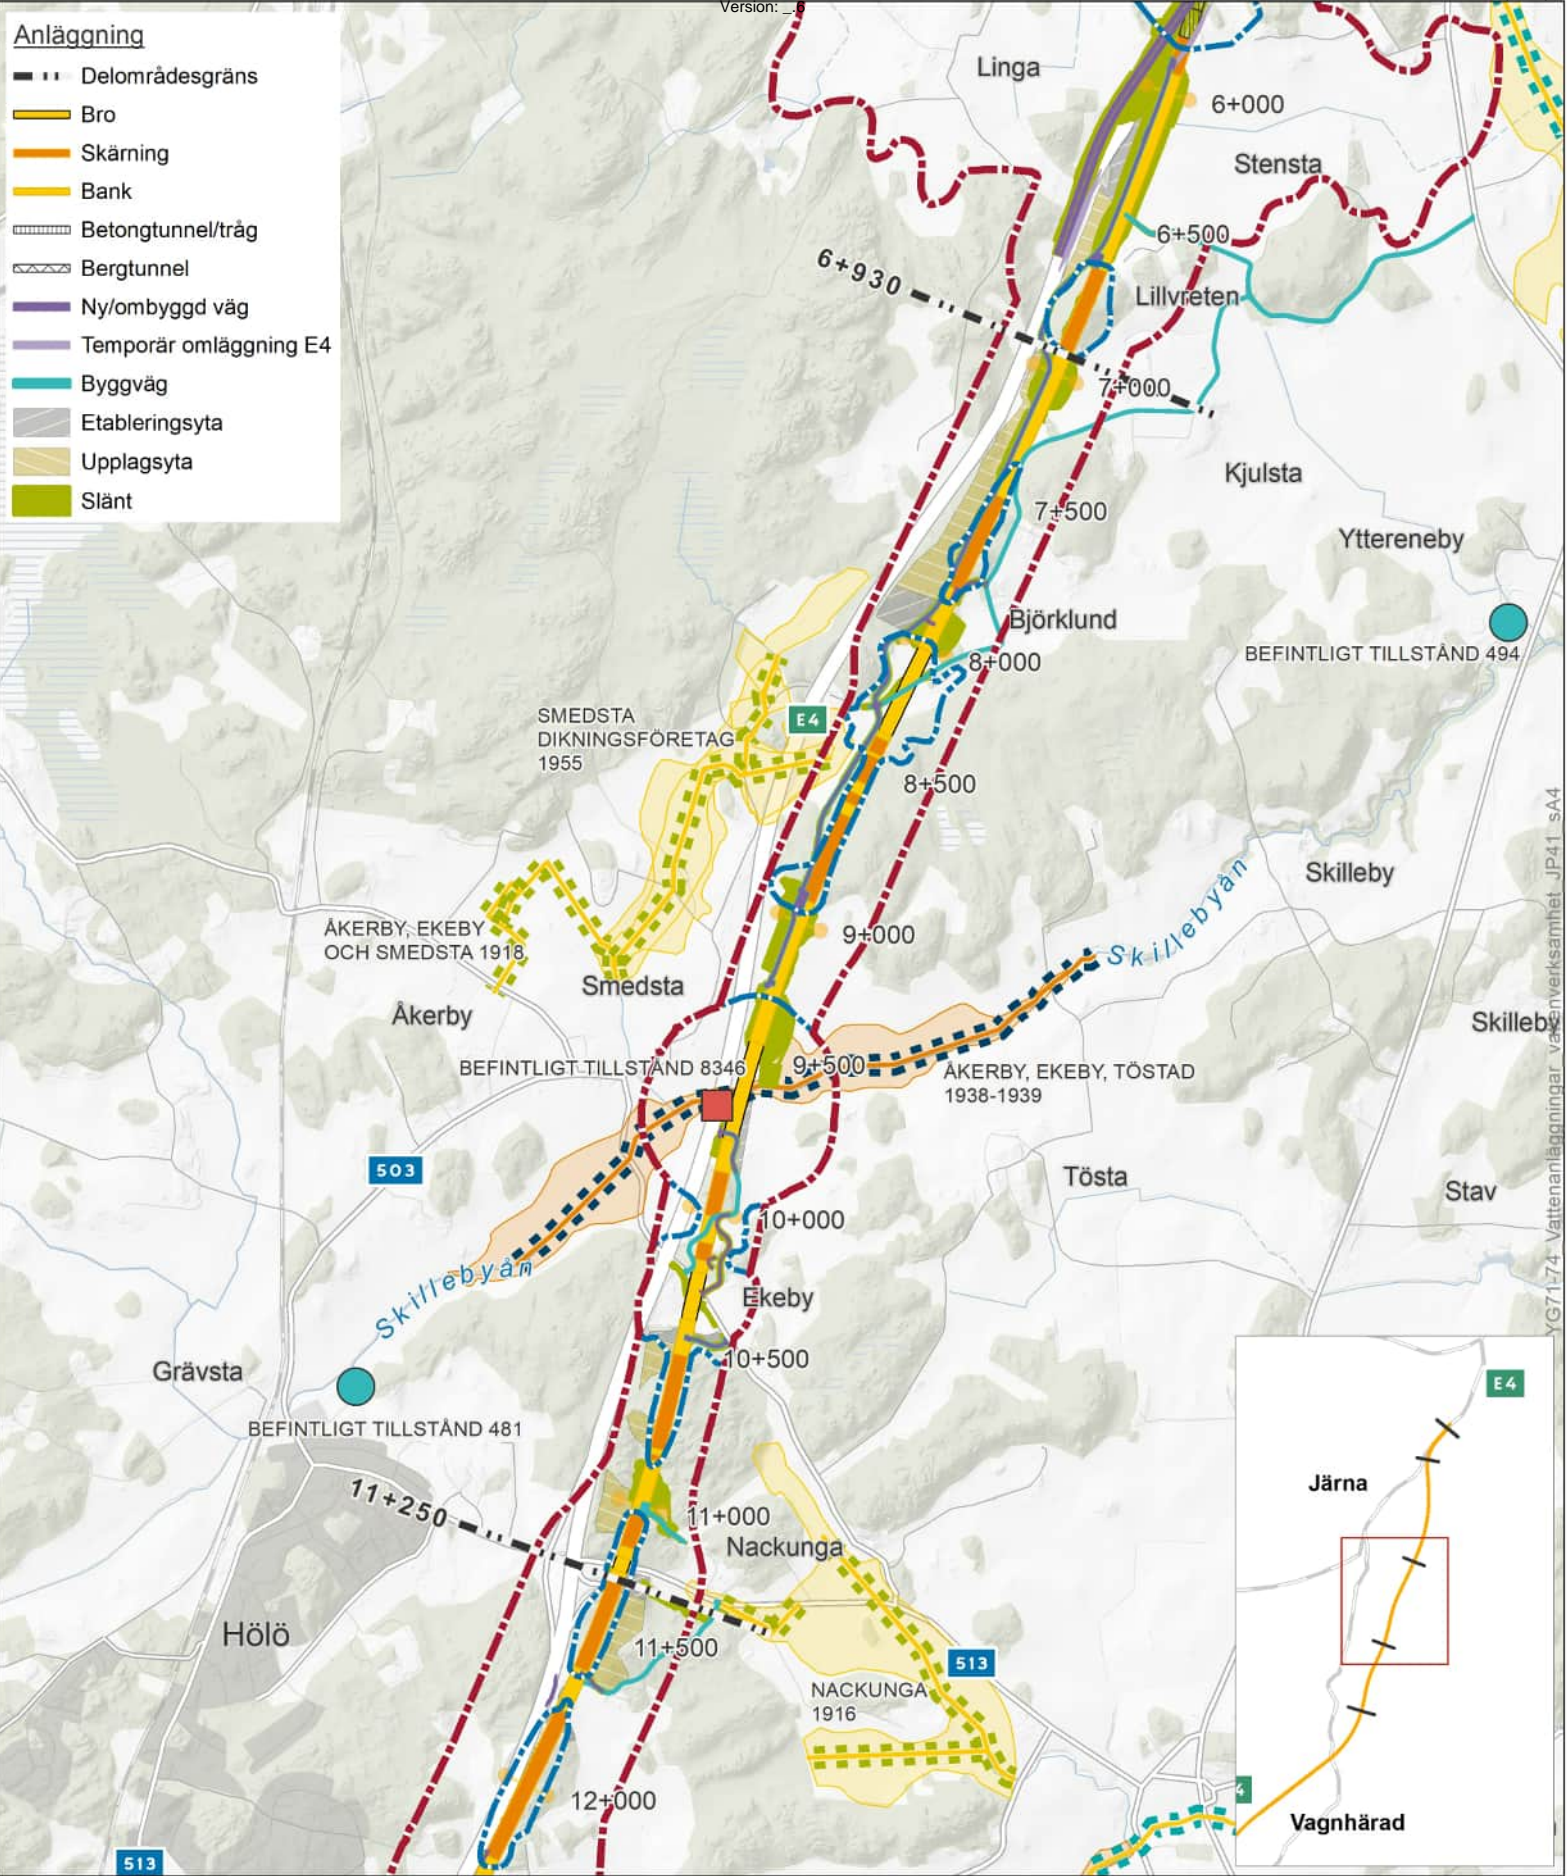 Version: _.6
Anläggning
Delområdesgräns
Bro
Skärning
Bank
Betongtunnel/tråg
Bergtunnel
Ny/ombyggd väg
Temporär omläggning E4
Byggväg
Etableringsyta
Upplagsyta
Slänt
Linga
6+000
Stensta
6+500
6+930
Lillvreten
7+000
Kjulsta
7+500
Yttereneby
Björklund
BEFINTLIGT TILLSTÅND 494
8+000
SMEDSTA
DIKNINGSFÖRETAG
1955
E4
8+500
Skilleby
ÅKERBY, EKEBY
OCH SMEDSTA 1918
9+000
Skillebyån
Smedsta
Åkerby
Skilleby
BEFINTLIGT TILLSTÅND 8346
9+500
ÅKERBY, EKEBY, TÖSTAD
1938-1939
503
Tösta
Stav
10+000
Skillebyån
Ekeby
10+500
Grävsta
BEFINTLIGT TILLSTÅND 481
11+250
11+000
Nackunga
Hölö
11+500
513
NACKUNGA
1916
12+000
513
YG71-74_Vattenanläggningar_vattenverksamhet_JP41_sA4
E4
Järna
4
Vagnhärad